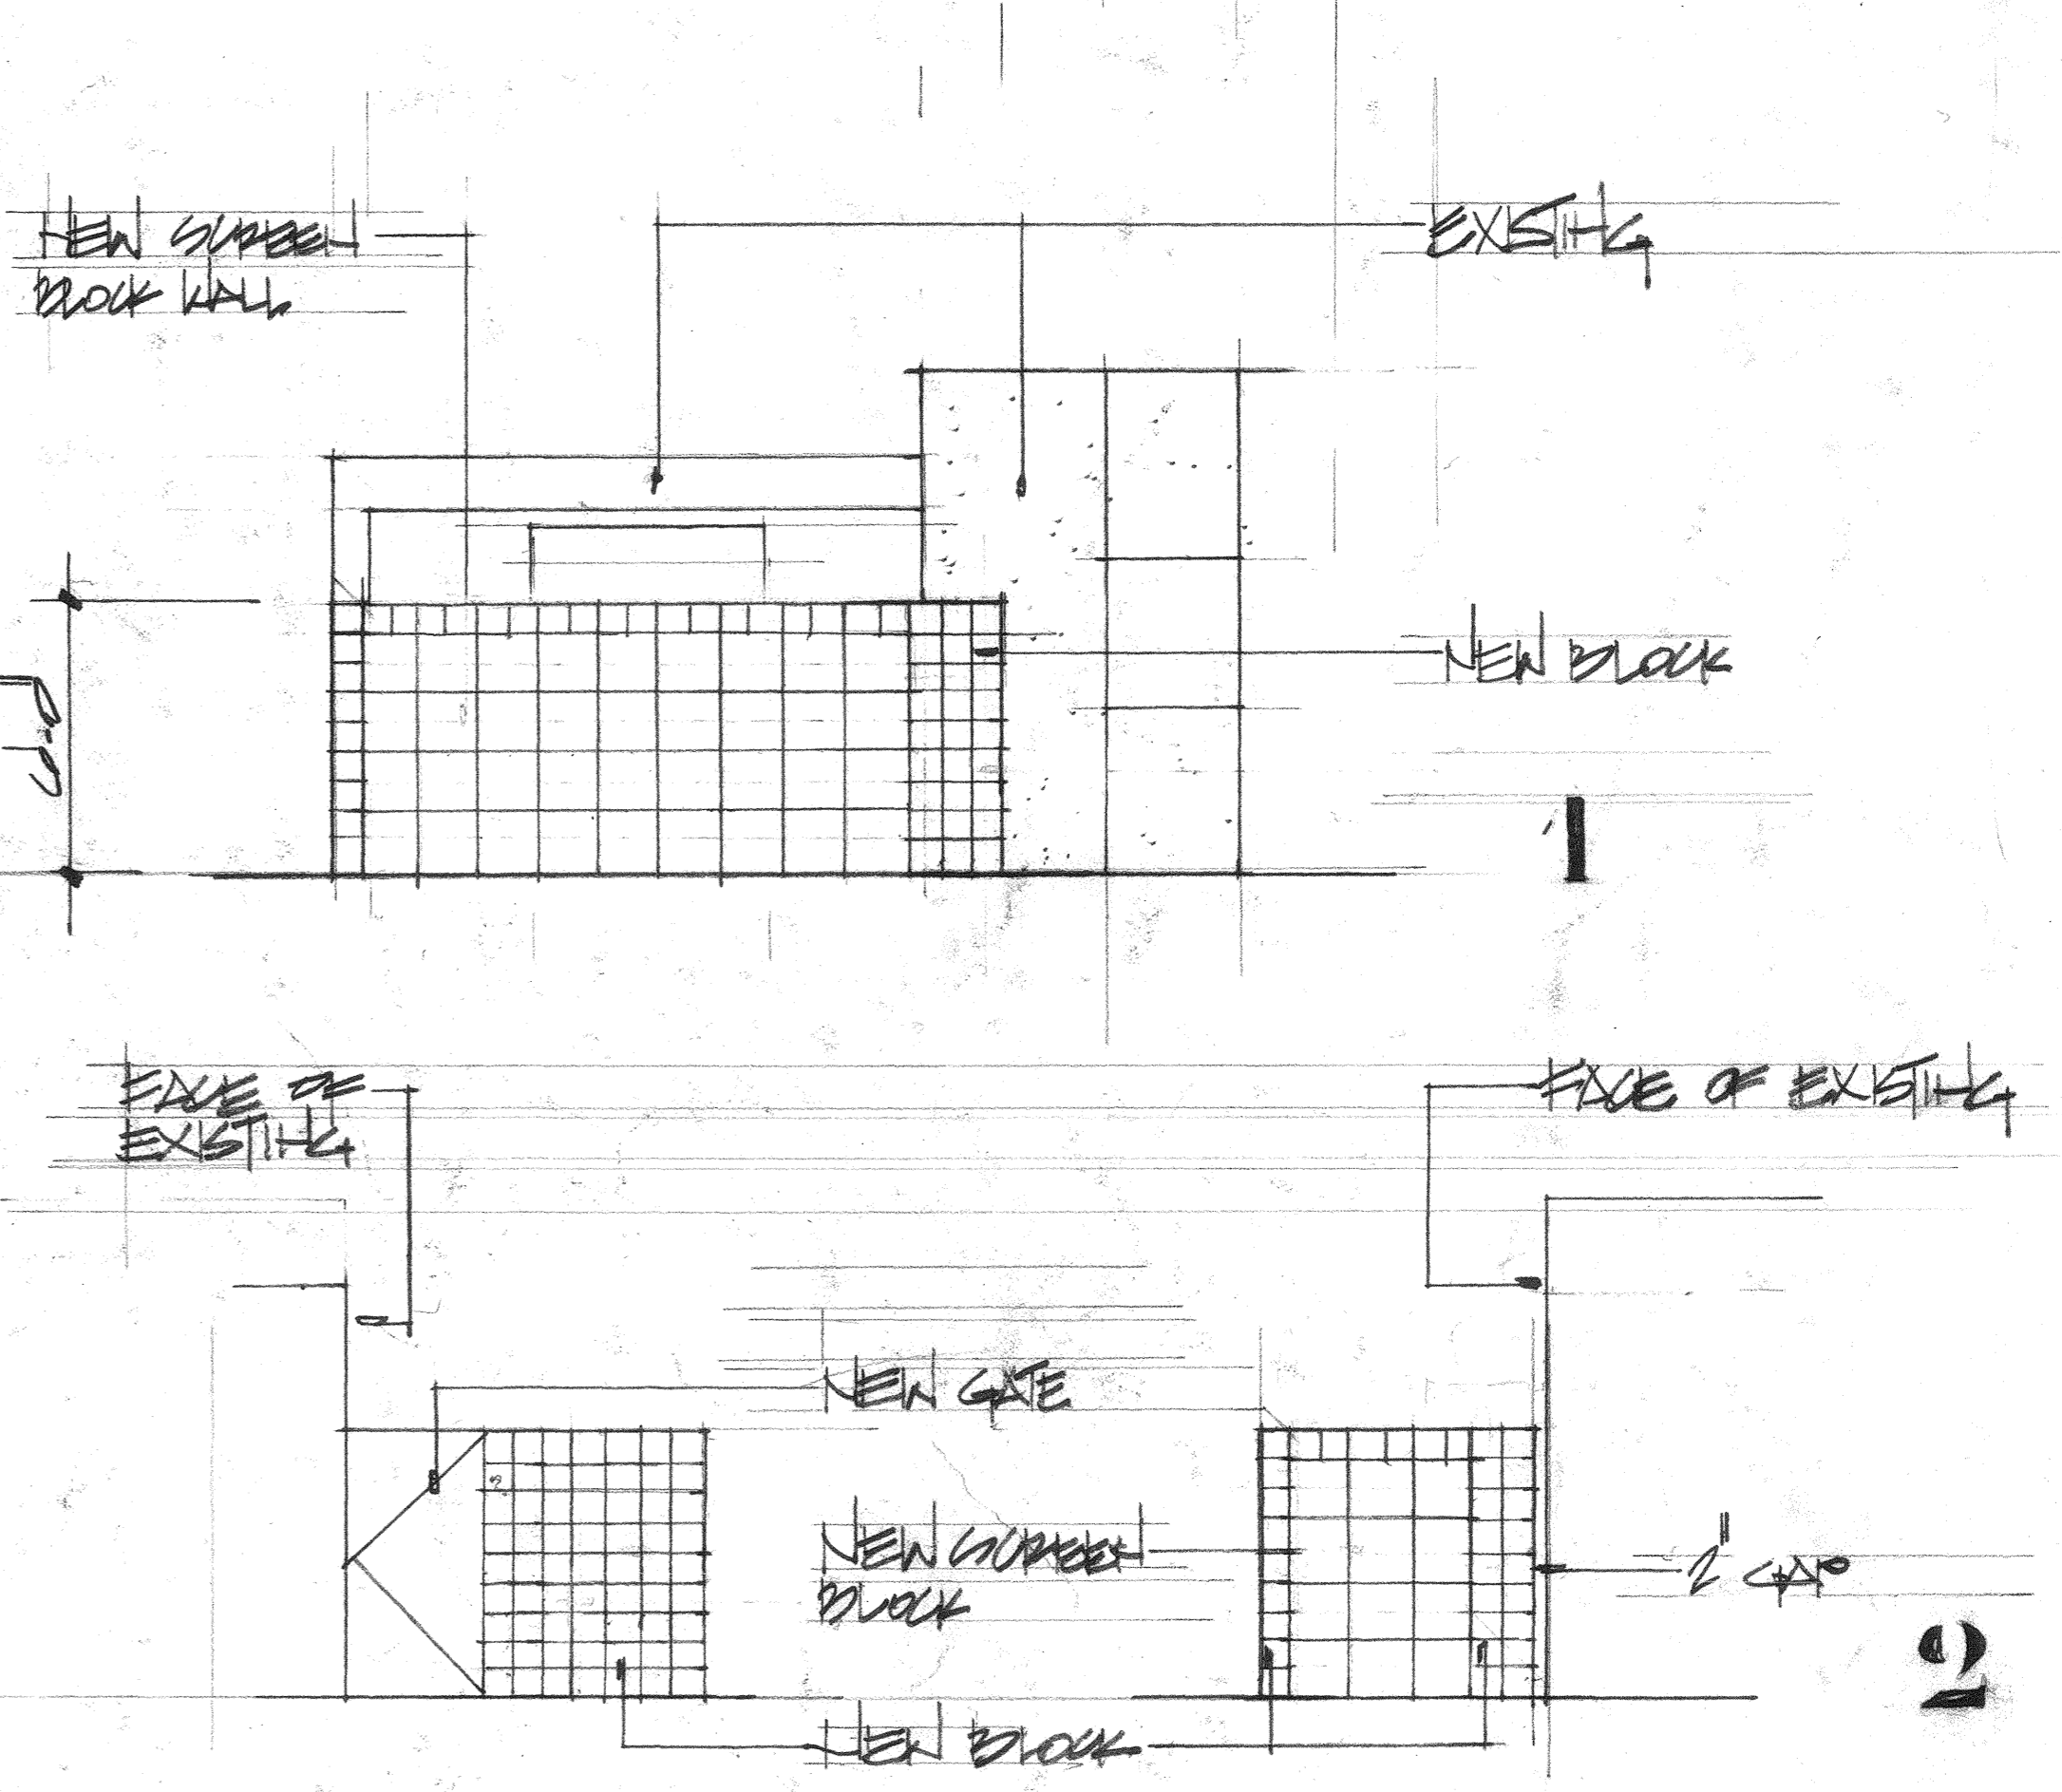 NEW SCREEN
BLOCK WALL
EXISTING
NEW BLOCK
1
FACE OF
EXISTING
FACE OF EXISTING
NEW GATE
NEW SCREEN
BLOCK
2" GAP
2
NEW BLOCK